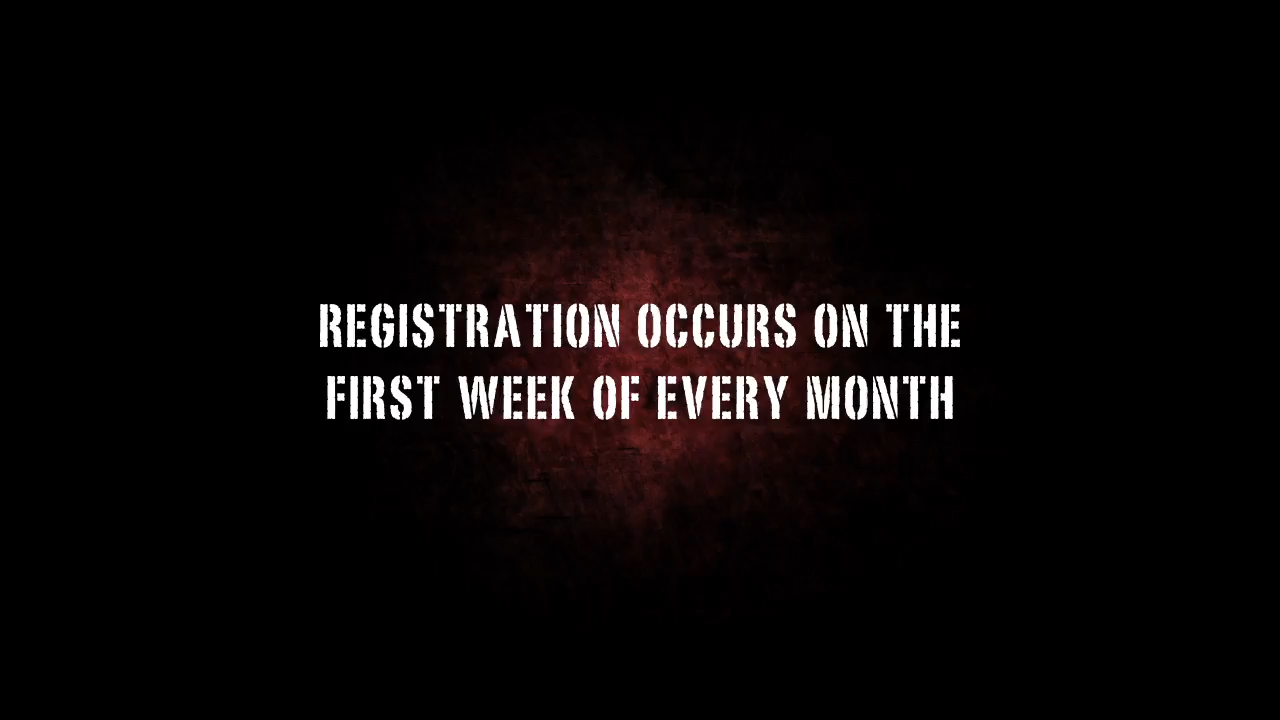 REGISTRATION OCCURS ON THE
FIRST WEEK OF EVERY MONTH